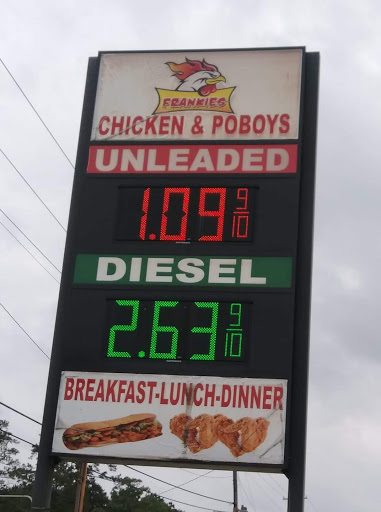 FRANKIES
CHICKEN & POBOYS
UNLEADED
1.09 9/10
DIESEL
2.63 9/10
BREAKFAST-LUNCH-DINNER